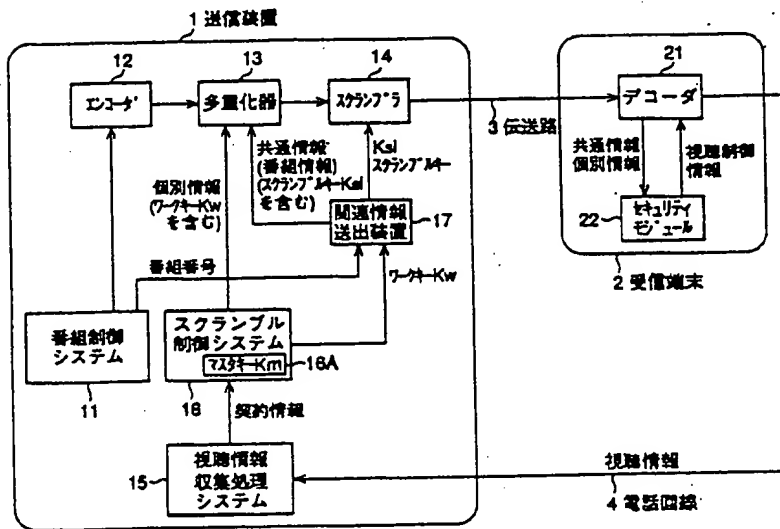 1 送信装置
12
エンコーダ
13
多重化器
14
スクランブラ
3 伝送路
21
デコーダ
共通情報
個別情報
視聴制御
情報
22
セキュリティ
モジュール
2 受信端末
Ksl
スクランブルキー
共通情報
(番組情報)
(スクランブルキーKsl
を含む)
個別情報
(ワークキーKw
を含む)
関連情報
送出装置
17
番組番号
ワークキーKw
番組制御
システム
11
スクランブル
制御システム
マスタキーKm
16A
16
契約情報
視聴情報
収集処理
システム
15
視聴情報
4 電話回線